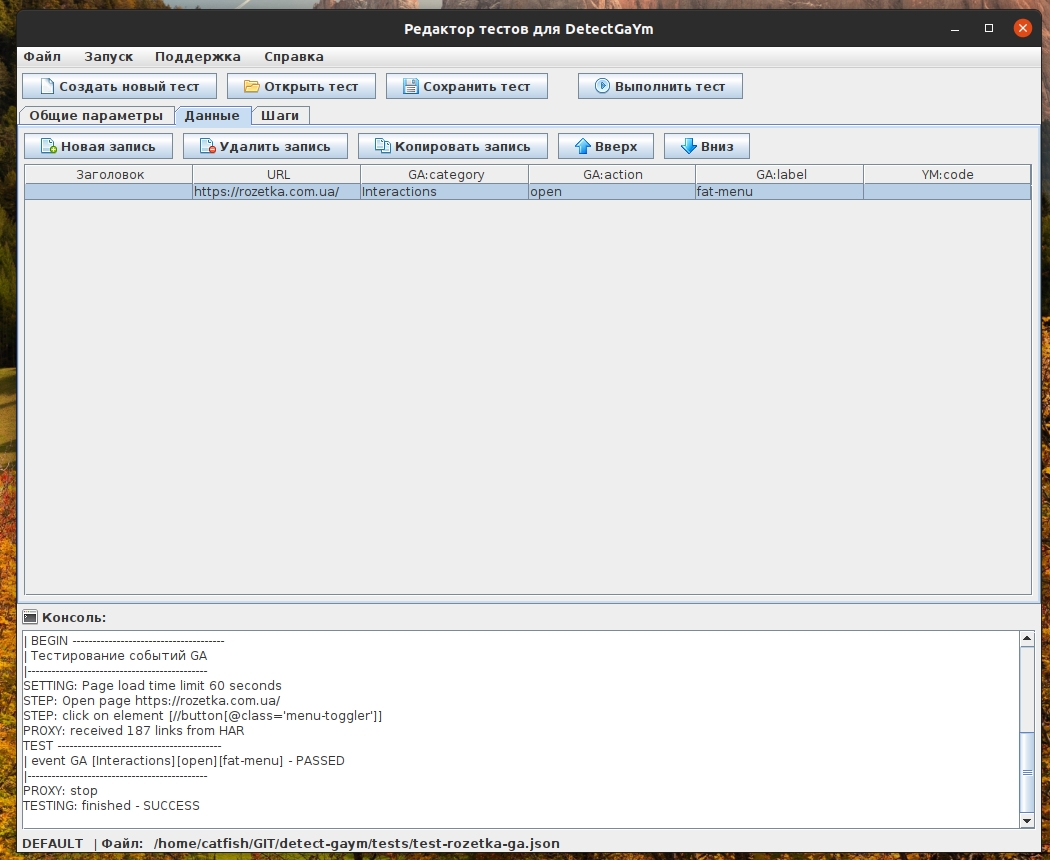 Редактор тестов для DetectGaYm
Файл Запуск Поддержка Справка
Создать новый тест Открыть тест Сохранить тест Выполнить тест
Общие параметры Данные Шаги
Новая запись Удалить запись Копировать запись Вверх Вниз
Заголовок URL GA:category GA:action GA:label YM:code
https://rozetka.com.ua/ Interactions open fat-menu
Консоль:
| BEGIN --------------------------------------
| Тестирование событий GA
|---------------------------------------------
SETTING: Page load time limit 60 seconds
STEP: Open page https://rozetka.com.ua/
STEP: click on element [//button[@class='menu-toggler']]
PROXY: received 187 links from HAR
TEST -----------------------------------------
| event GA [Interactions][open][fat-menu] - PASSED
|---------------------------------------------
PROXY: stop
TESTING: finished - SUCCESS
DEFAULT | Файл: /home/catfish/GIT/detect-gaym/tests/test-rozetka-ga.json